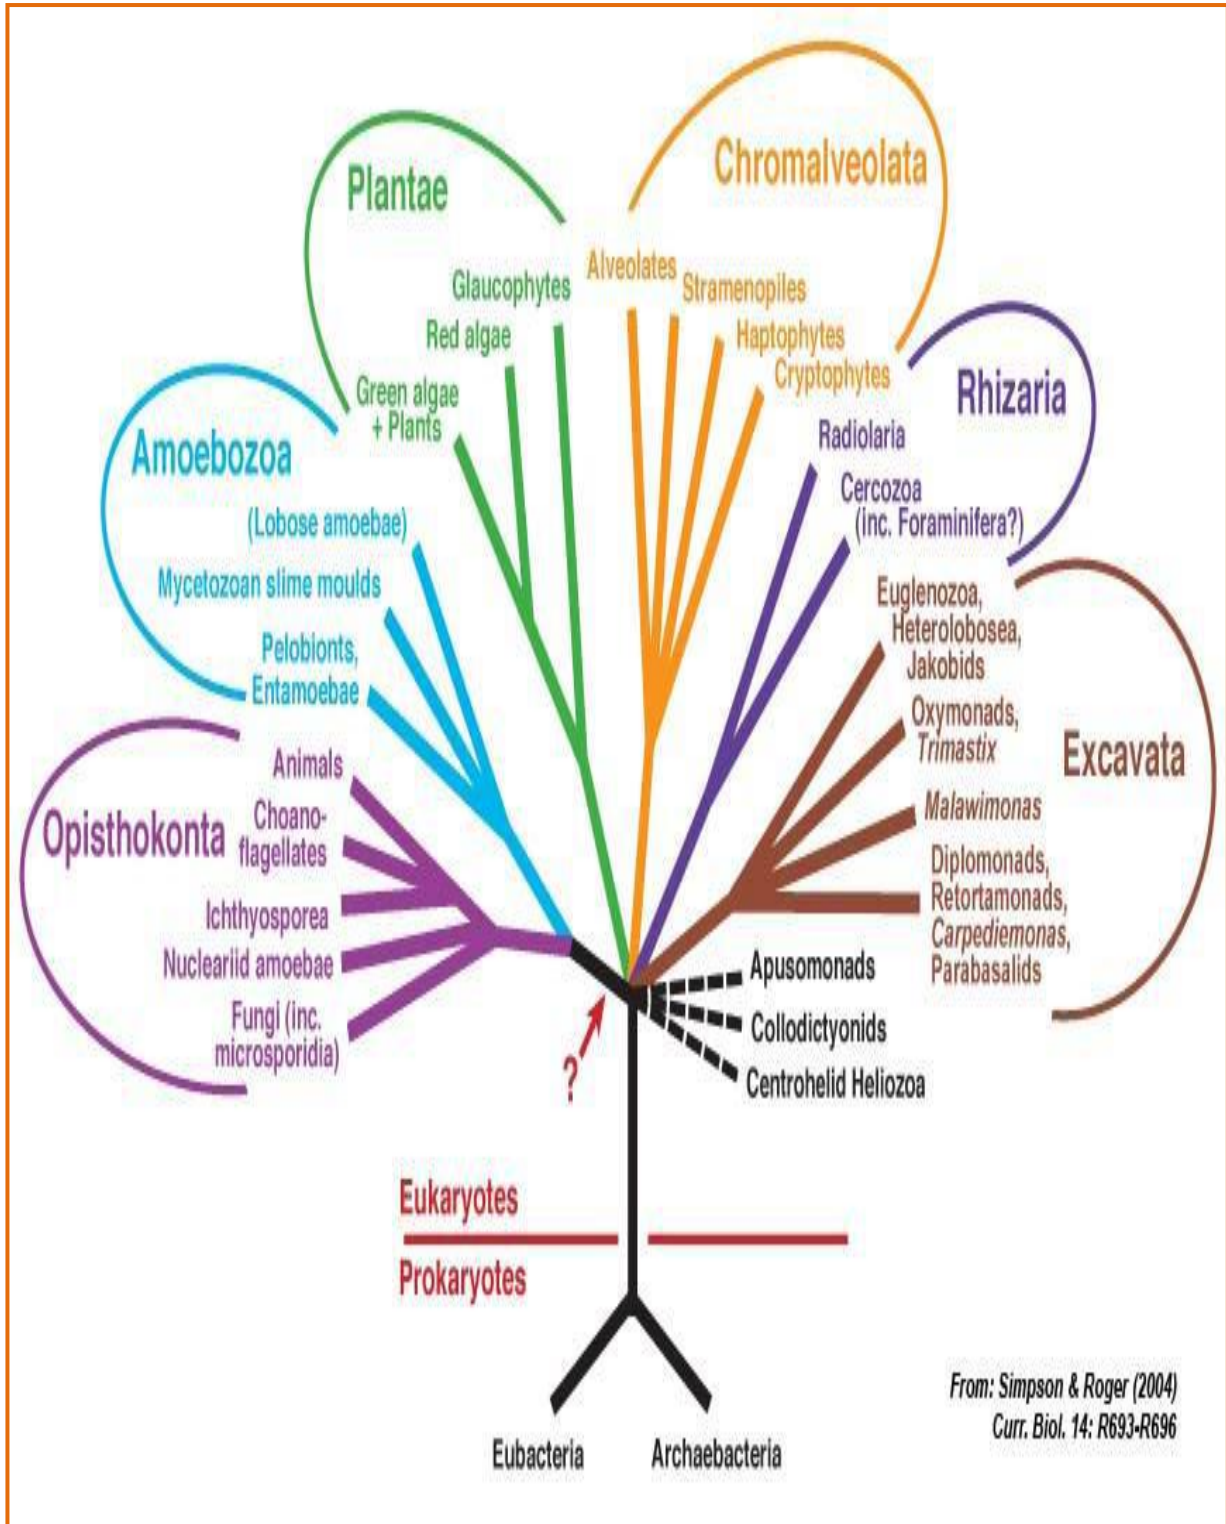 Chromalveolata
Plantae
Alveolates
Glaucophytes
Stramenopiles
Red algae
Haptophytes
Cryptophytes
Green algae
+ Plants
Rhizaria
Radiolaria
Amoebozoa
Cercozoa
(inc. Foraminifera?)
(Lobose amoebae)
Mycetozoan slime moulds
Euglenozoa,
Heterolobosea,
Jakobids
Pelobionts,
Entamoebae
Oxymonads,
Trimastix
Excavata
Animals
Opisthokonta
Choano-
flagellates
Malawimonas
Ichthyosporea
Diplomonads,
Retortamonads,
Carpediemonas,
Parabasalids
Nucleariid amoebae
Fungi (inc.
microsporidia)
Apusomonads
Collodictyonids
Centrohelid Heliozoa
?
Eukaryotes
Prokaryotes
From: Simpson & Roger (2004)
Curr. Biol. 14: R693-R696
Eubacteria
Archaebacteria